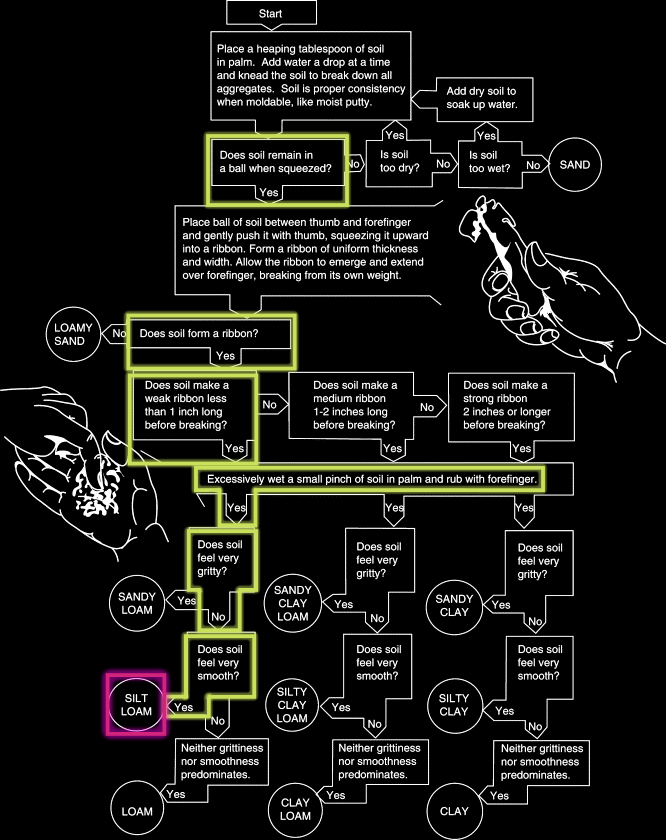 Start
Place a heaping tablespoon of soil
in palm. Add water a drop at a time
and knead the soil to break down all
aggregates. Soil is proper consistency
when moldable, like moist putty.
Add dry soil to
soak up water.
Yes
Yes
Does soil remain in
a ball when squeezed?
No
Is soil
too dry?
No
Is soil
too wet?
No
SAND
Yes
Place ball of soil between thumb and forefinger
and gently push it with thumb, squeezing it upward
into a ribbon. Form a ribbon of uniform thickness
and width. Allow the ribbon to emerge and extend
over forefinger, breaking from its own weight.
LOAMY
SAND
No
Does soil form a ribbon?
Yes
Does soil make a
weak ribbon less
than 1 inch long
before breaking?
No
Does soil make a
medium ribbon
1-2 inches long
before breaking?
No
Does soil make a
strong ribbon
2 inches or longer
before breaking?
Yes
Yes
Yes
Excessively wet a small pinch of soil in palm and rub with forefinger.
Yes
Yes
Yes
Does soil
feel very
gritty?
Does soil
feel very
gritty?
Does soil
feel very
gritty?
SANDY
LOAM
Yes
No
SANDY
CLAY
LOAM
Yes
No
SANDY
CLAY
Yes
No
Does soil
feel very
smooth?
Does soil
feel very
smooth?
Does soil
feel very
smooth?
SILT
LOAM
Yes
No
SILTY
CLAY
LOAM
Yes
No
SILTY
CLAY
Yes
No
Neither grittiness
nor smoothness
predominates.
Neither grittiness
nor smoothness
predominates.
Neither grittiness
nor smoothness
predominates.
LOAM
Yes
CLAY
LOAM
Yes
CLAY
Yes